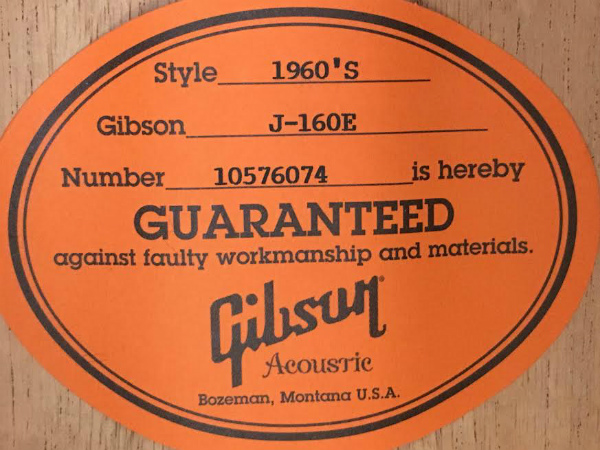 Style 1960'S
Gibson J-160E
Number 10576074 is hereby
GUARANTEED
against faulty workmanship and materials.
Gibson
Acoustic
Bozeman, Montana U.S.A.